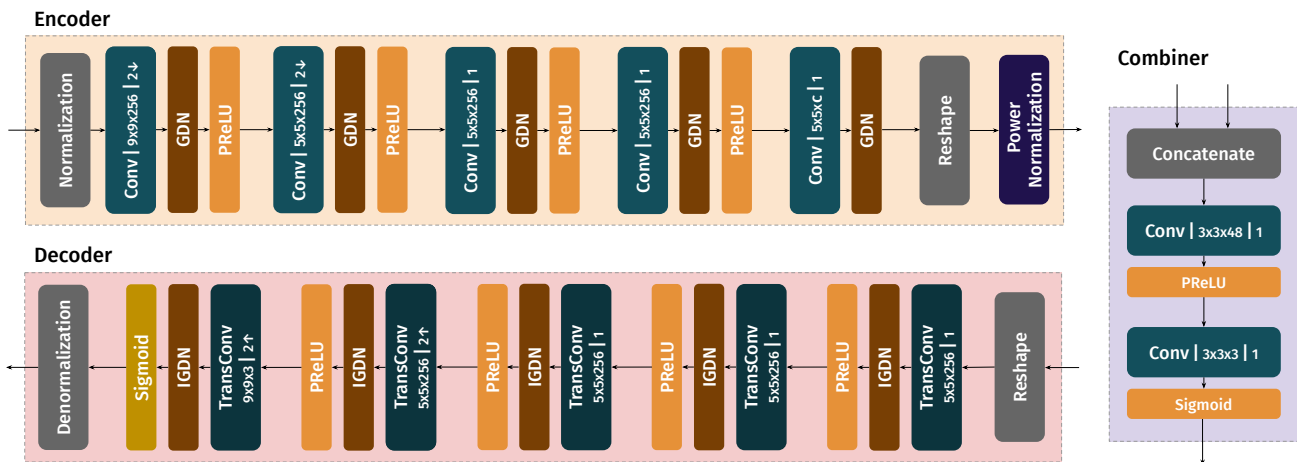 Encoder
Normalization
Conv | 9x9x256 | 2↓
GDN
PReLU
Conv | 5x5x256 | 2↓
GDN
PReLU
Conv | 5x5x256 | 1
GDN
PReLU
Conv | 5x5x256 | 1
GDN
PReLU
Conv | 5x5xC | 1
GDN
Reshape
Power
Normalization
Decoder
Denormalization
Sigmoid
IGDN
TransConv
9x9x3 | 2↑
PReLU
IGDN
TransConv
5x5x256 | 2↑
PReLU
IGDN
TransConv
5x5x256 | 1
PReLU
IGDN
TransConv
5x5x256 | 1
PReLU
IGDN
TransConv
5x5x256 | 1
Reshape
Combiner
Concatenate
Conv | 3x3x48 | 1
PReLU
Conv | 3x3x3 | 1
Sigmoid